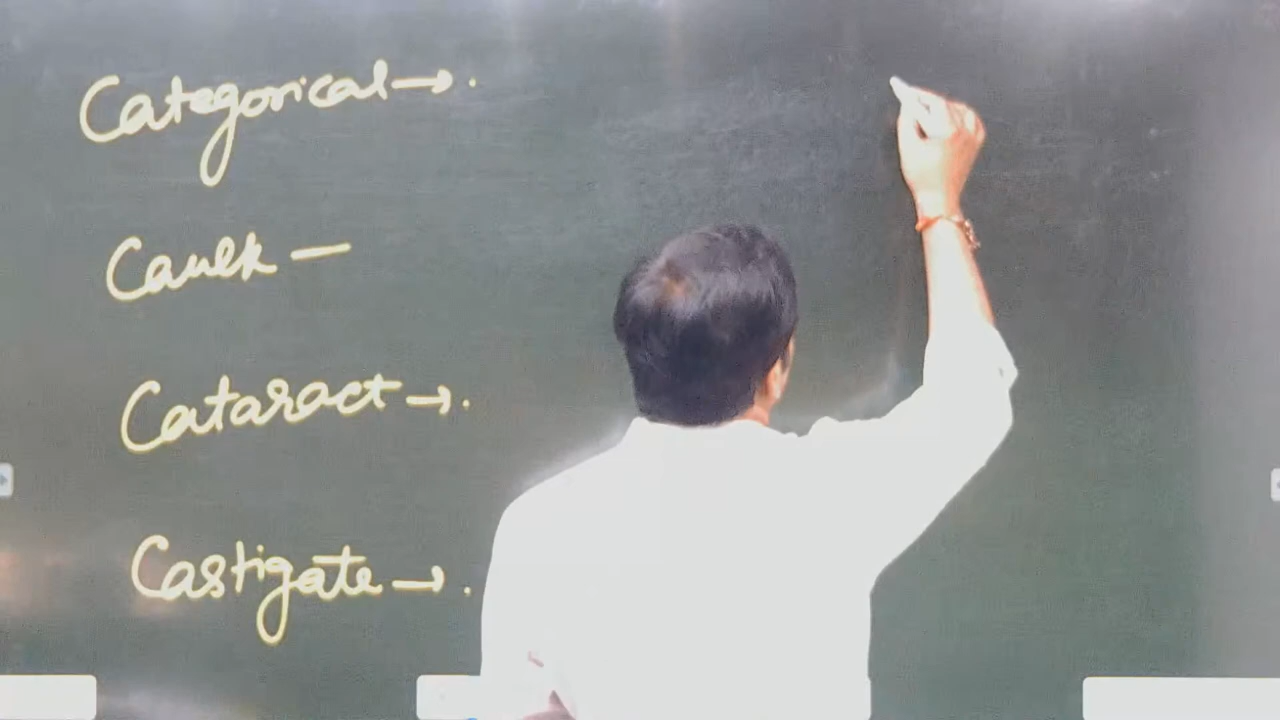 Categorical → .
Caulk —
Cataract → .
Castigate → .